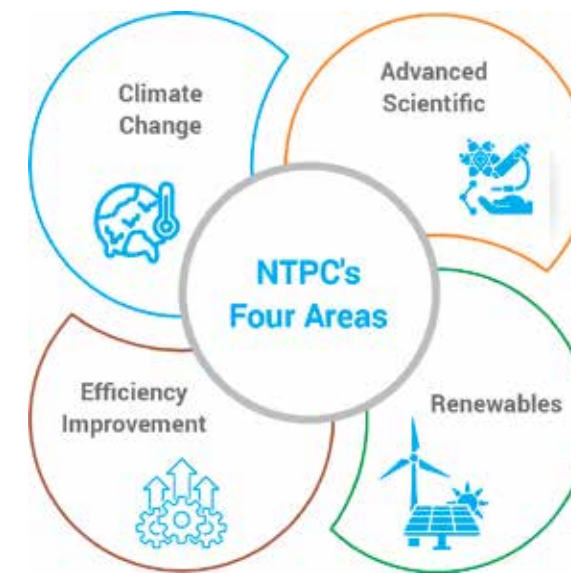 Climate
Change
Advanced
Scientific
NTPC's
Four Areas
Efficiency
Improvement
Renewables